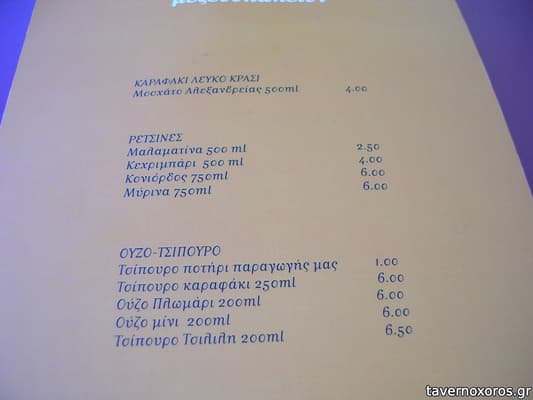 ΚΑΡΑΦΑΚΙ ΛΕΥΚΟ ΚΡΑΣΙ
Μοσχάτο Αλεξανδρείας 500ml 4.00
ΡΕΤΣΙΝΕΣ
Μαλαματίνα 500 ml 2.50
Κεχριμπάρι 500 ml 4.00
Κονιόρδος 750ml 6.00
Μύρινα 750ml 6.00
ΟΥΖΟ-ΤΣΙΠΟΥΡΟ
Τσίπουρο ποτήρι παραγωγής μας 1.00
Τσίπουρο καραφάκι 250ml 6.00
Ούζο Πλωμάρι 200ml 6.00
Ούζο μίνι 200ml 6.00
Τσίπουρο Τσιλιλη 200ml 6.50
tavernoxoros.gr